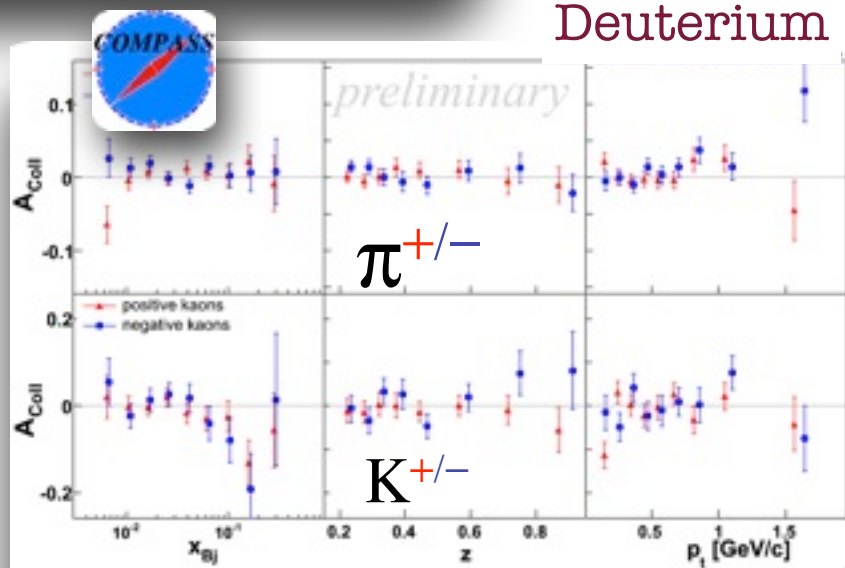 Deuterium
COMPASS
preliminary
0.1
0
-0.1
A_Coll
π+/−
positive kaons
negative kaons
0.2
0
-0.2
A_Coll
K+/−
10⁻² 10⁻¹
0.2 0.4 0.6 0.8
0.5 1 1.5
x_Bj
z
p_t [GeV/c]